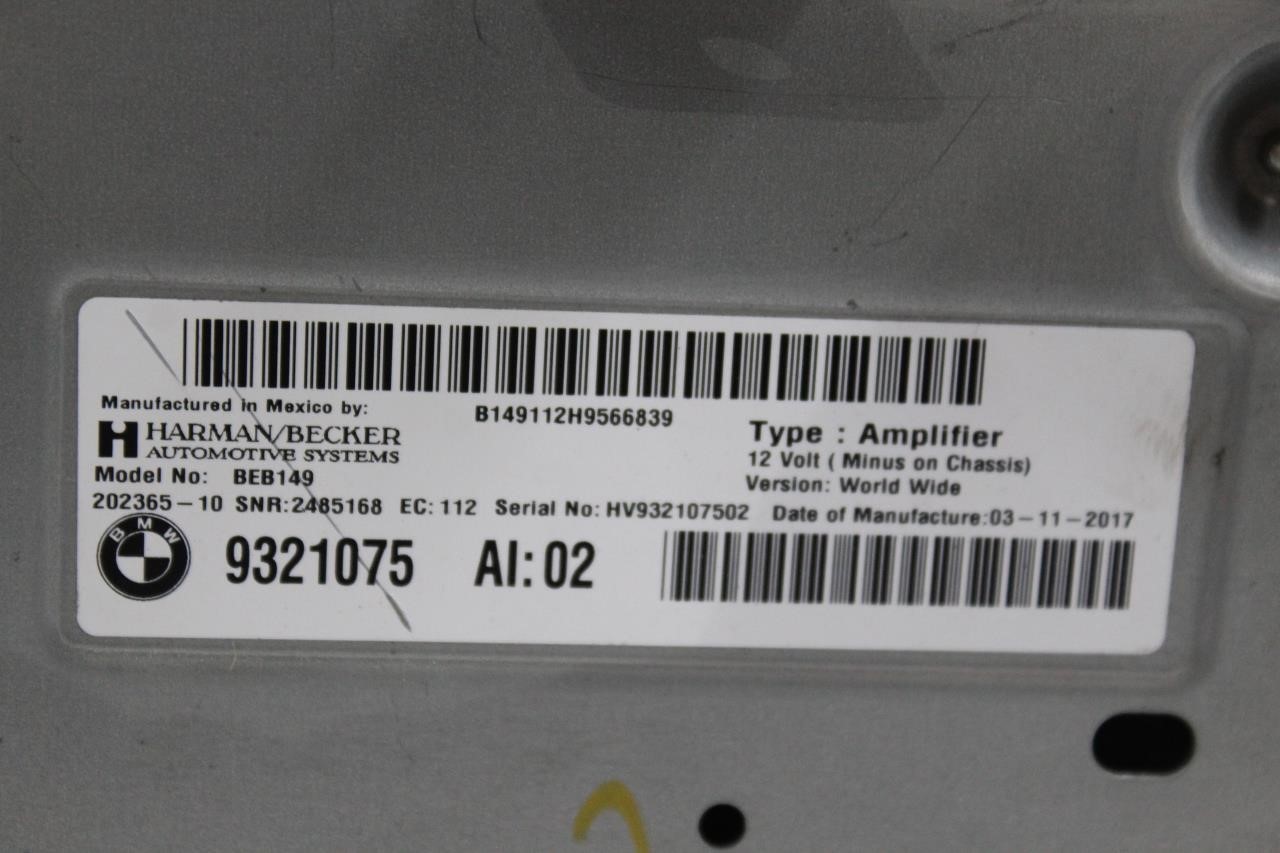 B149112H9566839
Manufactured in Mexico by:
HARMAN/BECKER
AUTOMOTIVE SYSTEMS
Type : Amplifier
12 Volt ( Minus on Chassis)
Version: World Wide
Model No: BEB149
202365-10 SNR:2485168 EC: 112 Serial No: HV932107502 Date of Manufacture:03-11-2017
BMW 9321075 AI: 02